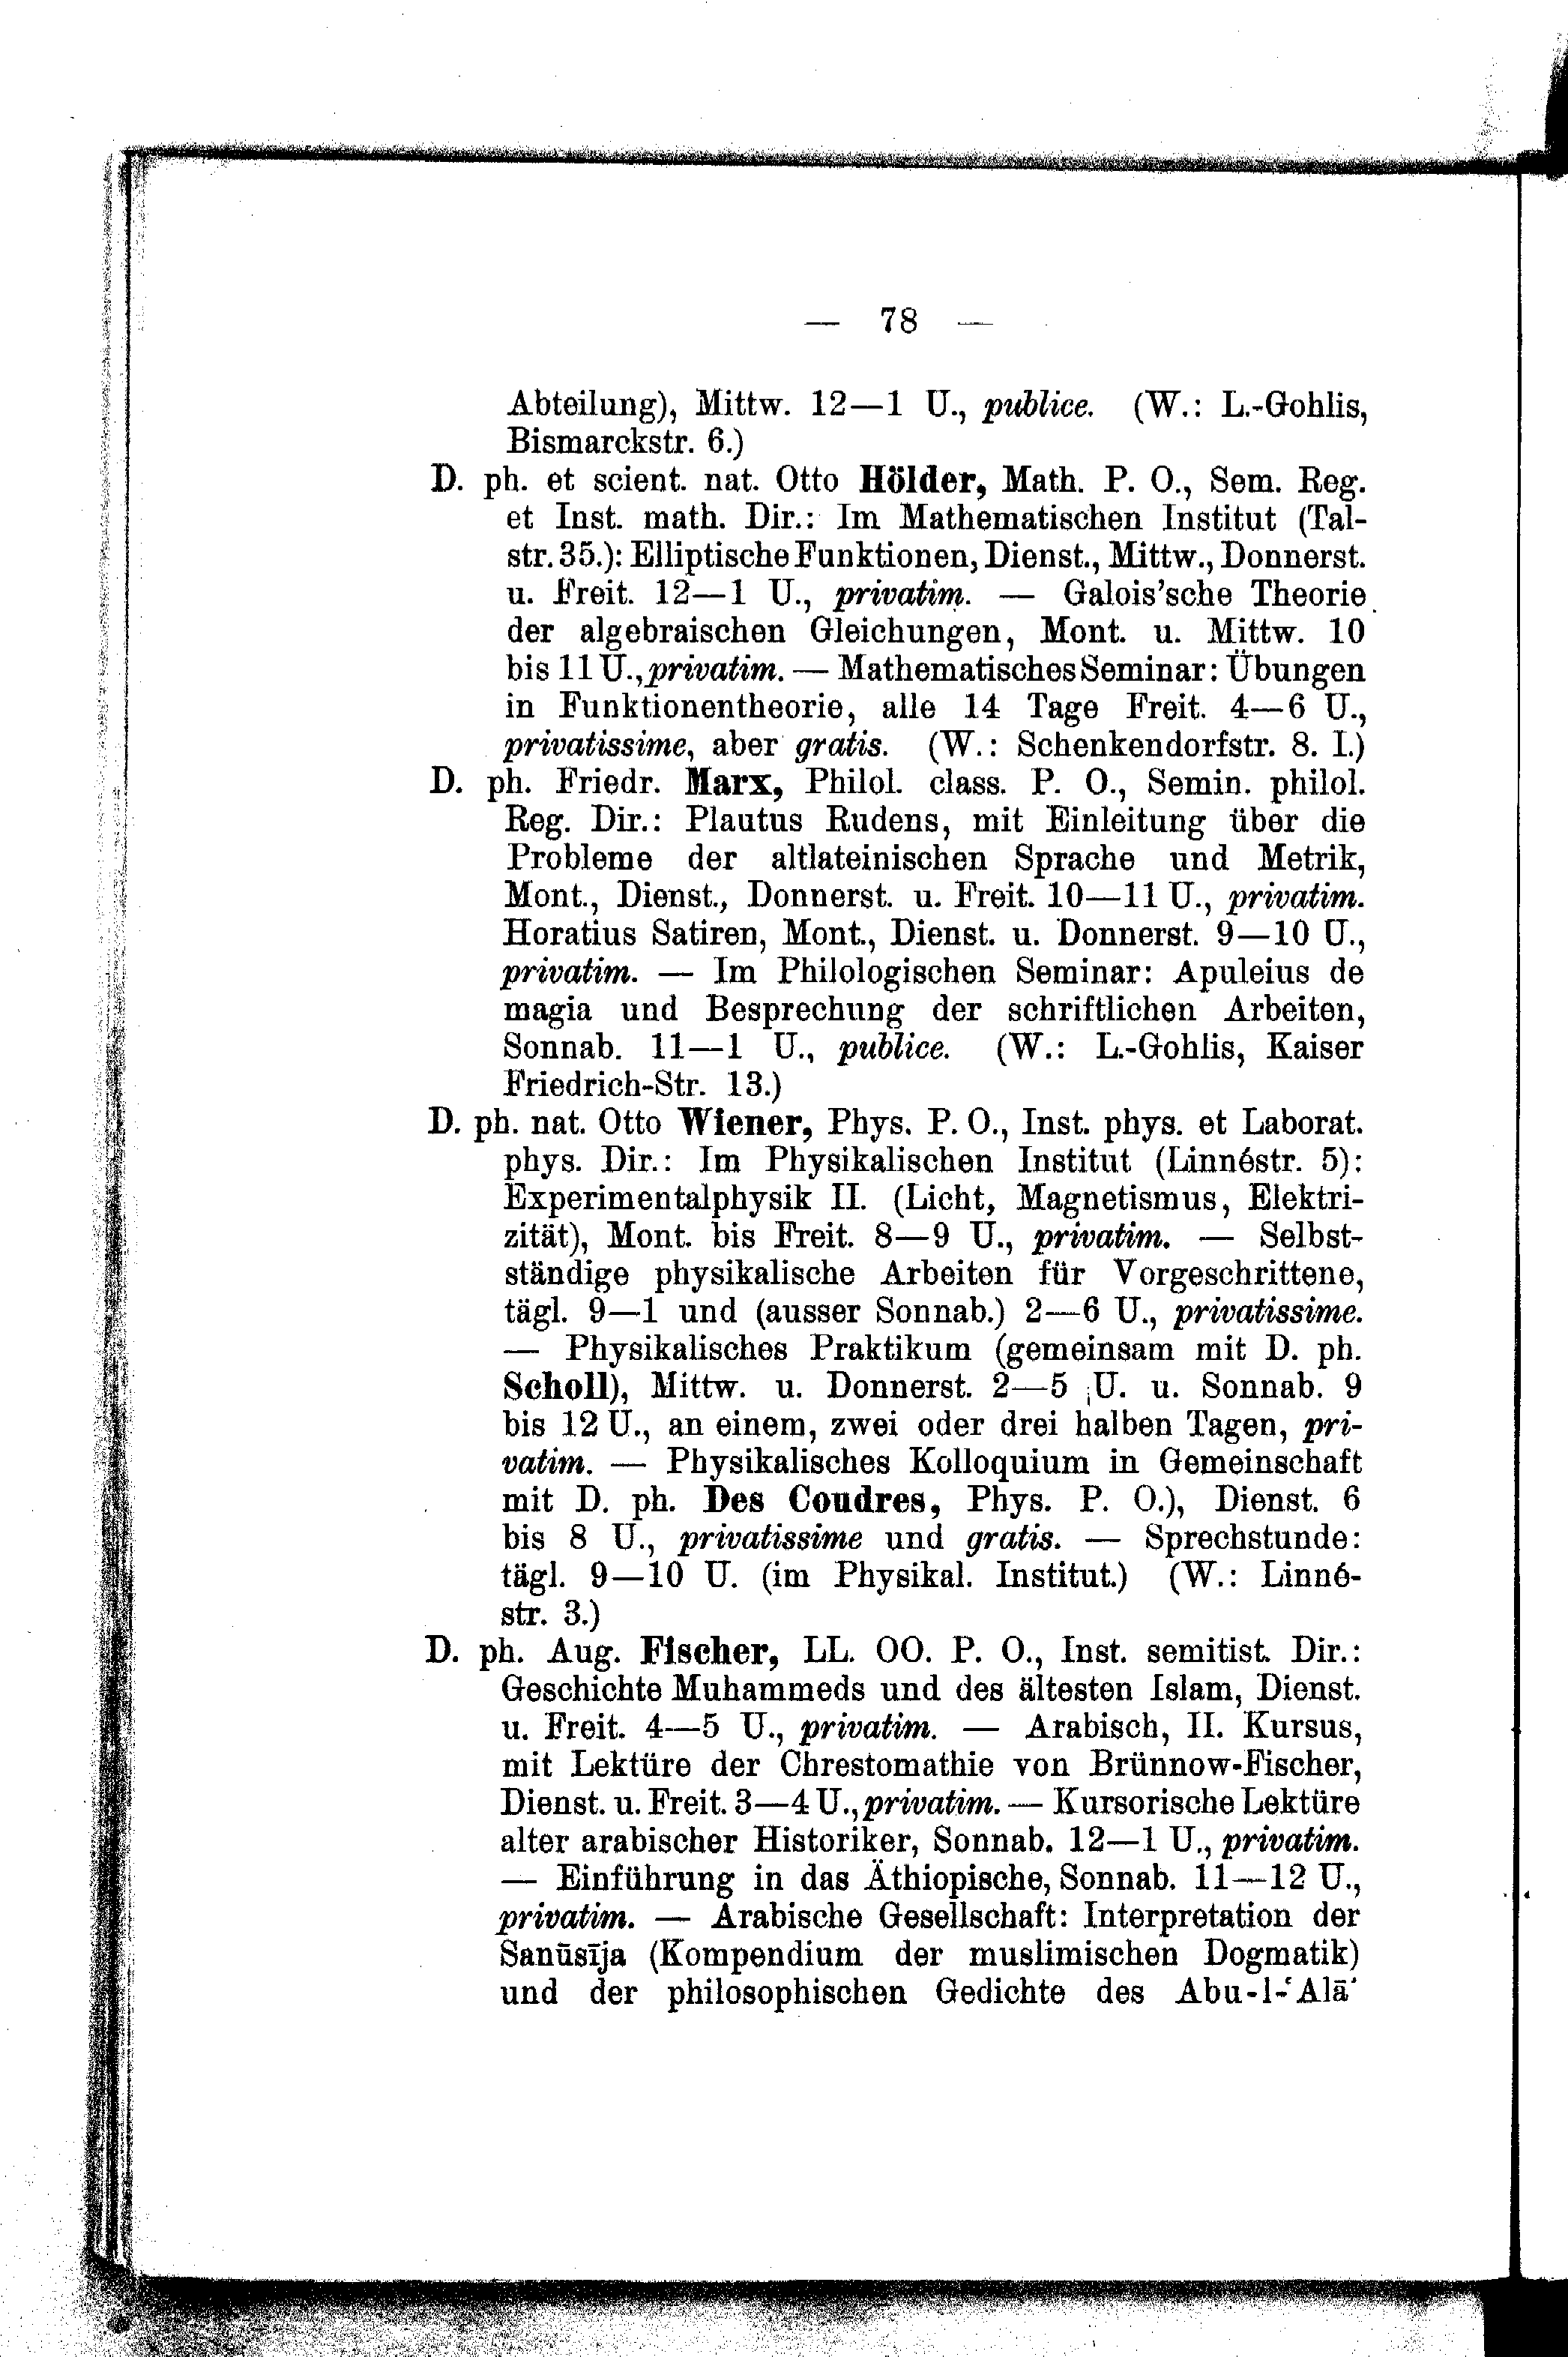 — 78 —
Abteilung), Mittw. 12—1 U., publice. (W.: L.-Gohlis,
Bismarckstr. 6.)
D. ph. et scient. nat. Otto Hölder, Math. P. O., Sem. Reg.
et Inst. math. Dir.: Im Mathematischen Institut (Tal-
str. 35.): Elliptische Funktionen, Dienst., Mittw., Donnerst.
u. Freit. 12—1 U., privatim. — Galois'sche Theorie
der algebraischen Gleichungen, Mont. u. Mittw. 10
bis 11 U., privatim. — Mathematisches Seminar: Übungen
in Funktionentheorie, alle 14 Tage Freit. 4—6 U.,
privatissime, aber gratis. (W.: Schenkendorfstr. 8. I.)
D. ph. Friedr. Marx, Philol. class. P. O., Semin. philol.
Reg. Dir.: Plautus Rudens, mit Einleitung über die
Probleme der altlateinischen Sprache und Metrik,
Mont., Dienst., Donnerst. u. Freit. 10—11 U., privatim.
Horatius Satiren, Mont., Dienst. u. Donnerst. 9—10 U.,
privatim. — Im Philologischen Seminar: Apuleius de
magia und Besprechung der schriftlichen Arbeiten,
Sonnab. 11—1 U., publice. (W.: L.-Gohlis, Kaiser
Friedrich-Str. 13.)
D. ph. nat. Otto Wiener, Phys. P. O., Inst. phys. et Laborat.
phys. Dir.: Im Physikalischen Institut (Linnéstr. 5):
Experimentalphysik II. (Licht, Magnetismus, Elektri-
zität), Mont. bis Freit. 8—9 U., privatim. — Selbst-
ständige physikalische Arbeiten für Vorgeschrittene,
tägl. 9—1 und (ausser Sonnab.) 2—6 U., privatissime.
— Physikalisches Praktikum (gemeinsam mit D. ph.
Scholl), Mittw. u. Donnerst. 2—5 U. u. Sonnab. 9
bis 12 U., an einem, zwei oder drei halben Tagen, pri-
vatim. — Physikalisches Kolloquium in Gemeinschaft
mit D. ph. Des Coudres, Phys. P. O.), Dienst. 6
bis 8 U., privatissime und gratis. — Sprechstunde:
tägl. 9—10 U. (im Physikal. Institut.) (W.: Linné-
str. 3.)
D. ph. Aug. Fischer, LL. OO. P. O., Inst. semitist. Dir.:
Geschichte Muhammeds und des ältesten Islam, Dienst.
u. Freit. 4—5 U., privatim. — Arabisch, II. Kursus,
mit Lektüre der Chrestomathie von Brünnow-Fischer,
Dienst. u. Freit. 3—4 U., privatim. — Kursorische Lektüre
alter arabischer Historiker, Sonnab. 12—1 U., privatim.
— Einführung in das Äthiopische, Sonnab. 11—12 U.,
privatim. — Arabische Gesellschaft: Interpretation der
Sanūsīja (Kompendium der muslimischen Dogmatik)
und der philosophischen Gedichte des Abu-l-ʻAlāʼ